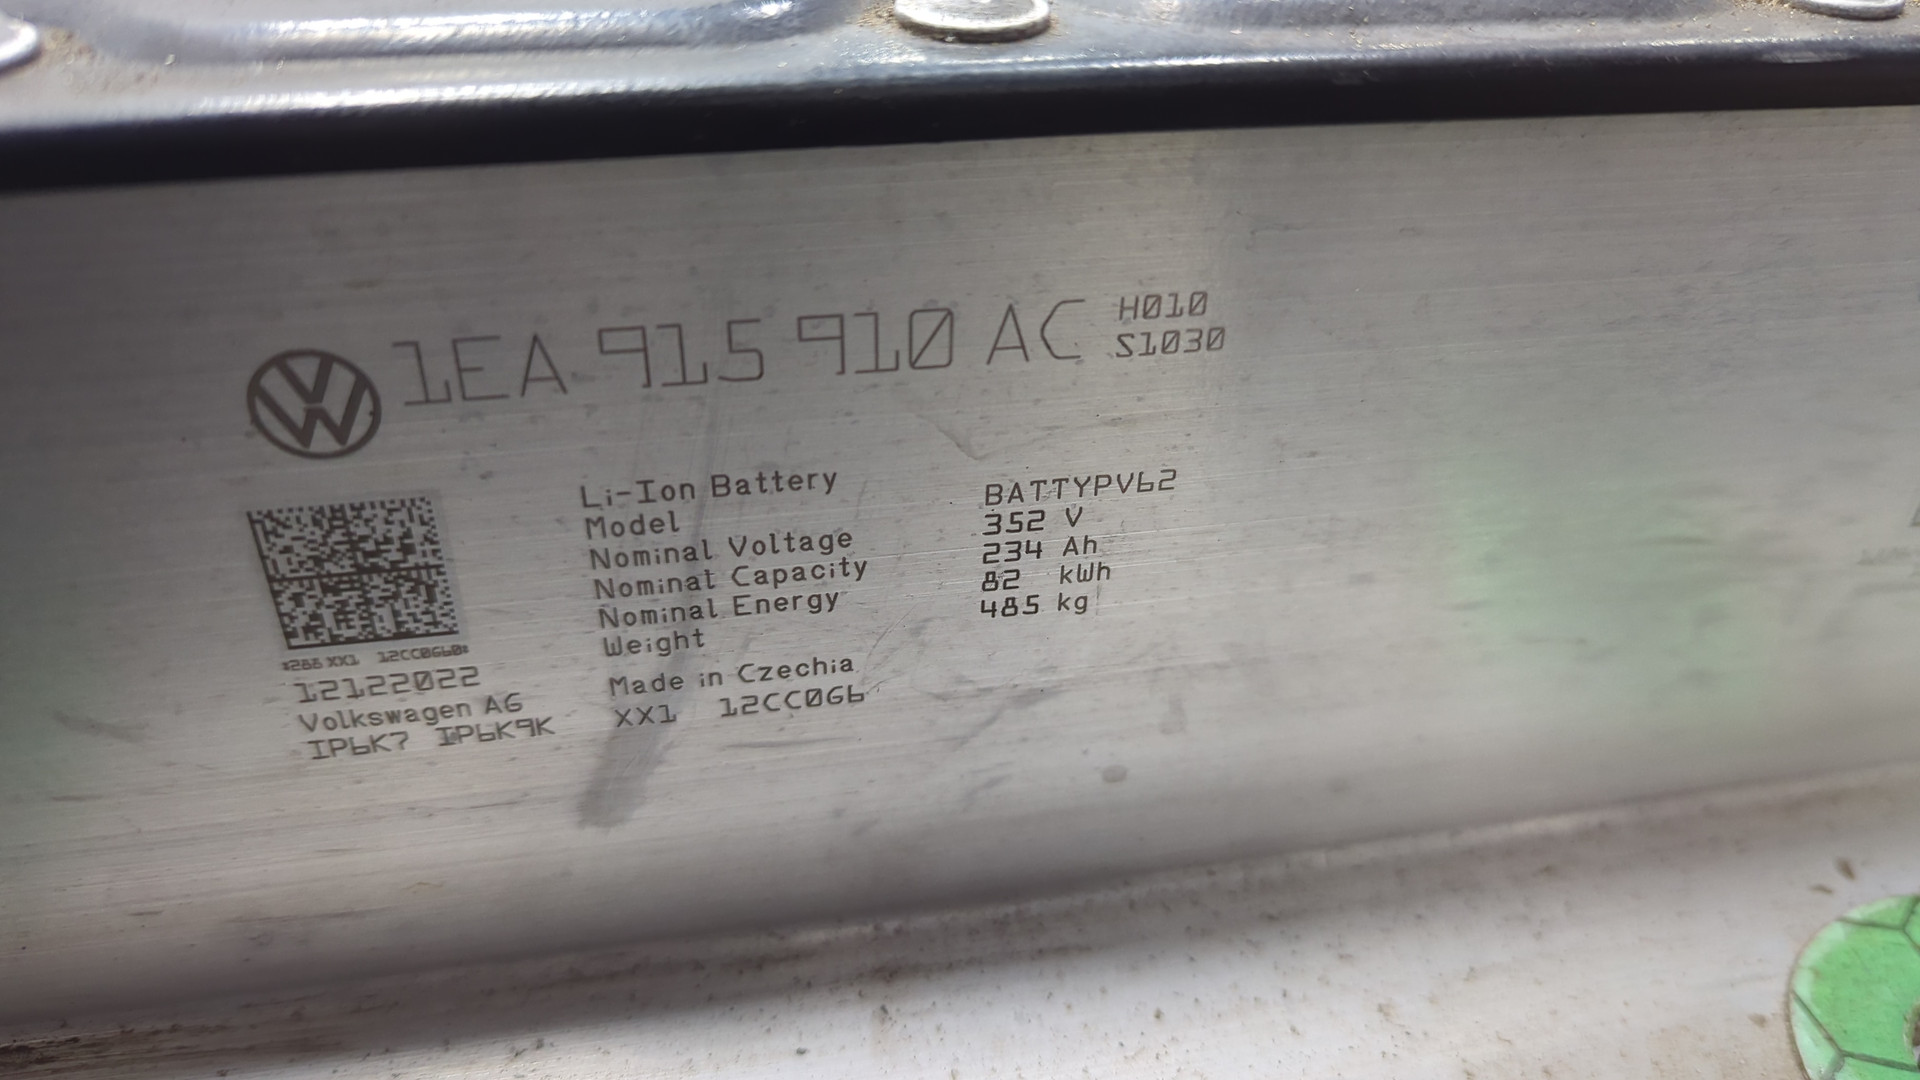 1EA 915 910 AC H010
S1030
Li-Ion Battery
Model BATTYPV62
Nominal Voltage 352 V
Nominal Capacity 234 Ah
Nominal Energy 82 kWh
Weight 485 kg
Made in Czechia
XX1 12CC0G6
12122022
Volkswagen AG
IP6K7 IP6K9K